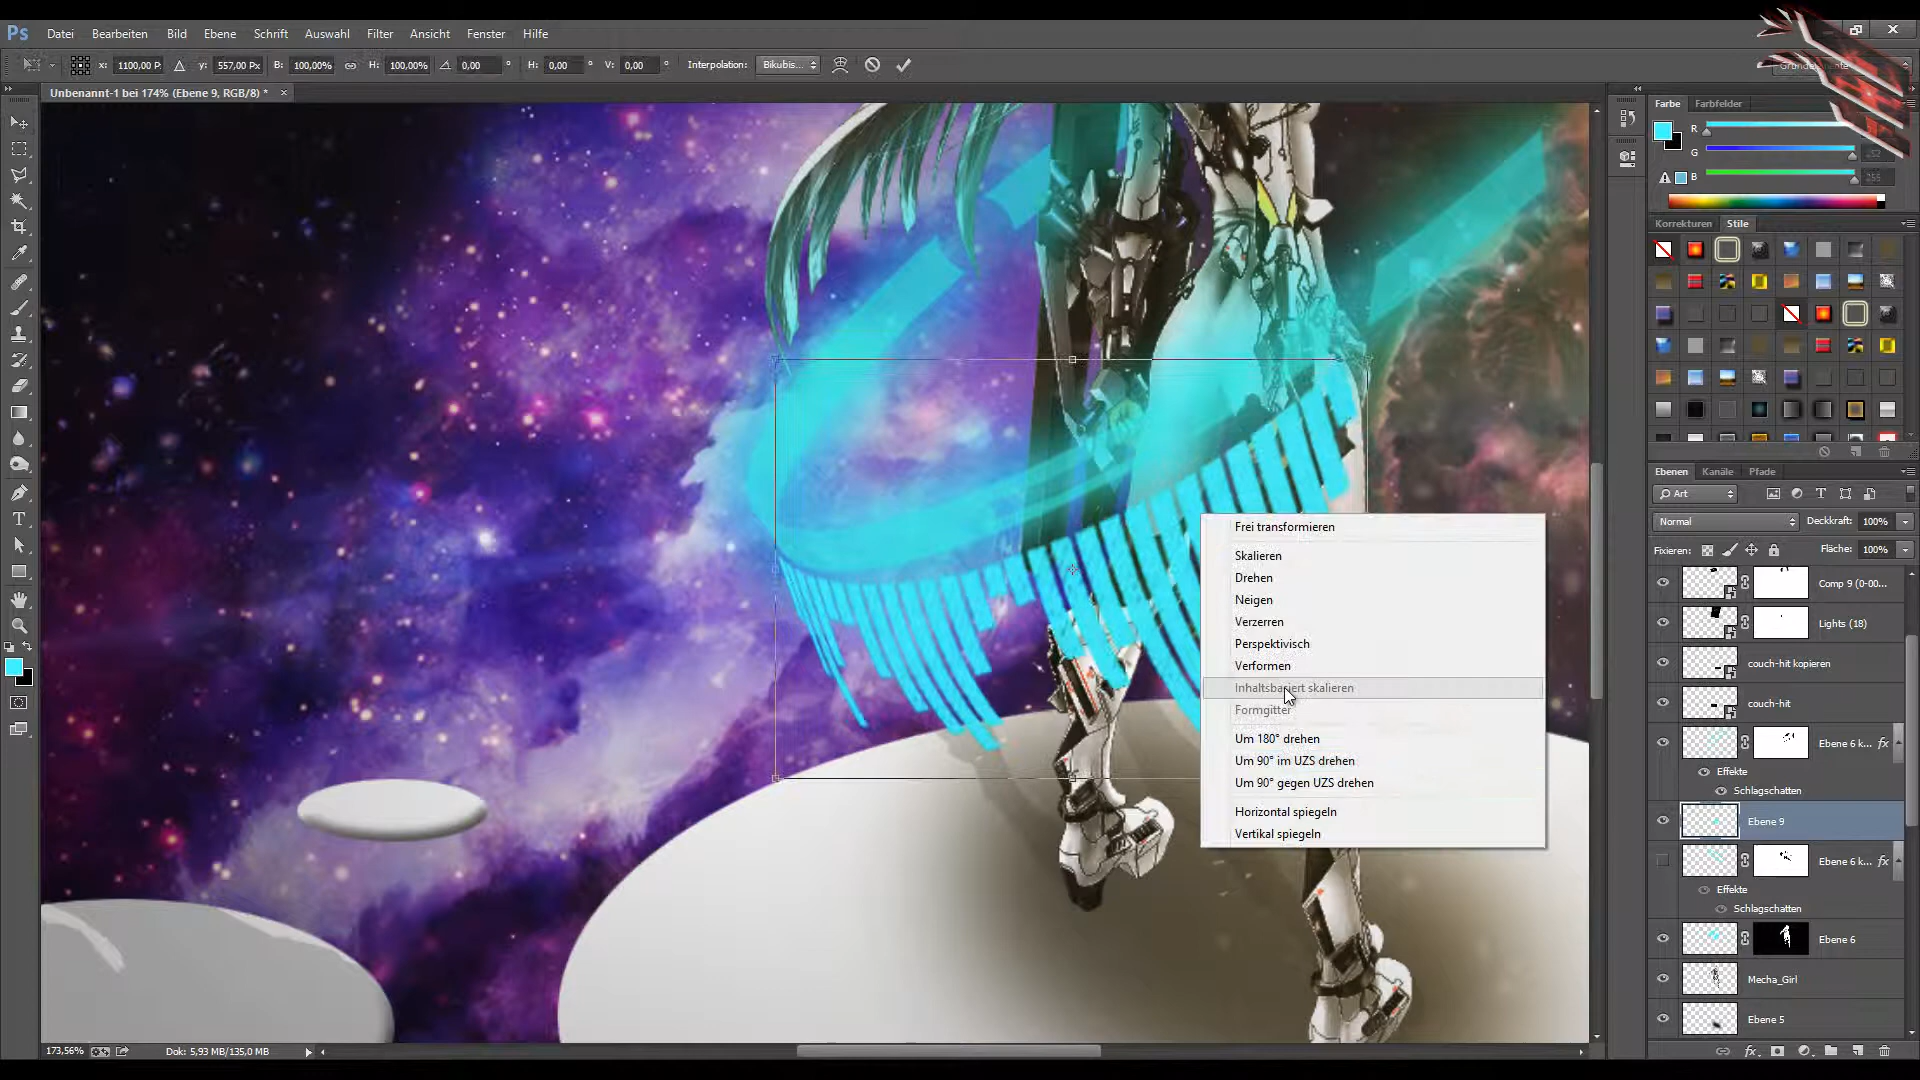 Ps Datei Bearbeiten Bild Ebene Schrift Auswahl Filter Ansicht Fenster Hilfe
x: 1100,00 P y: 557,00 Px B: 100,00% H: 100,00% 0,00 ° H: 0,00 ° V: 0,00 ° Interpolation: Bikubis...
Unbenannt-1 bei 174% (Ebene 9, RGB/8) * ×
Farbe Farbfelder
R
G
B 255
Korrekturen Stile
Ebenen Kanäle Pfade
Art
Normal Deckkraft: 100%
Fixieren: Fläche: 100%
Comp 9 (0-00...
Lights (18)
couch-hit kopieren
couch-hit
Ebene 6 k... fx
Effekte
Schlagschatten
Ebene 9
Ebene 6 k... fx
Effekte
Schlagschatten
Ebene 6
Mecha_Girl
Ebene 5
Frei transformieren
Skalieren
Drehen
Neigen
Verzerren
Perspektivisch
Verformen
Inhaltsbasiert skalieren
Formgitter
Um 180° drehen
Um 90° im UZS drehen
Um 90° gegen UZS drehen
Horizontal spiegeln
Vertikal spiegeln
173,56% Dok: 5,93 MB/135,0 MB
fx